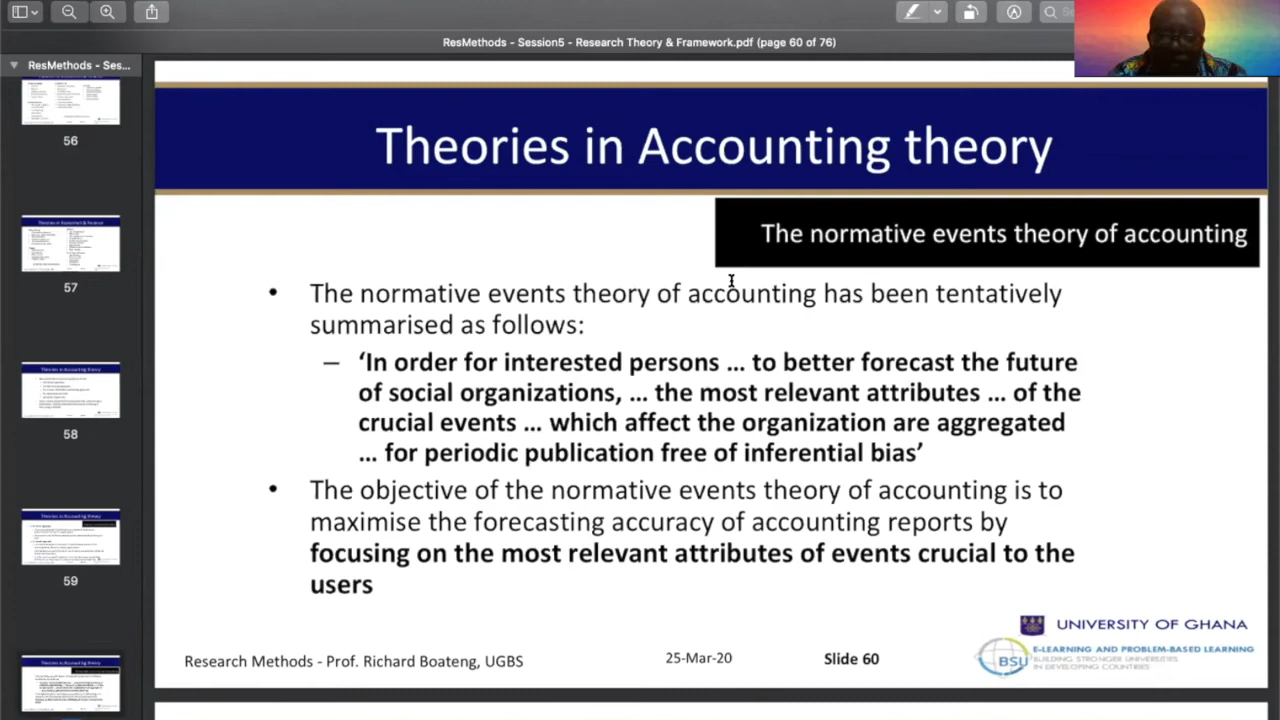 ResMethods - Session5 - Research Theory & Framework.pdf (page 60 of 76)
ResMethods - Ses...
56
57
58
59
Theories in Accounting theory
The normative events theory of accounting
• The normative events theory of accounting has been tentatively
summarised as follows:
– ‘In order for interested persons ... to better forecast the future
of social organizations, ... the most relevant attributes ... of the
crucial events ... which affect the organization are aggregated
... for periodic publication free of inferential bias’
• The objective of the normative events theory of accounting is to
maximise the forecasting accuracy of accounting reports by
focusing on the most relevant attributes of events crucial to the
users
UNIVERSITY OF GHANA
BSU
E-LEARNING AND PROBLEM-BASED LEARNING
BUILDING STRONGER UNIVERSITIES
IN DEVELOPING COUNTRIES
Research Methods - Prof. Richard Boateng, UGBS
25-Mar-20
Slide 60